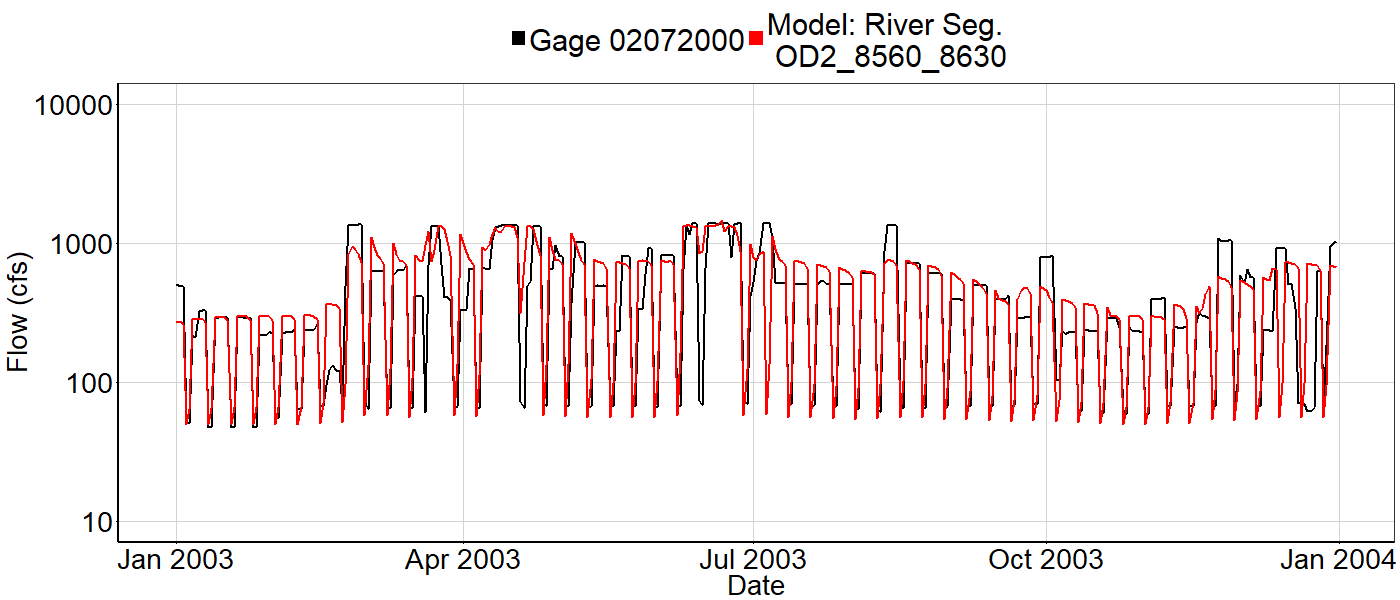 Gage 02072000
Model: River Seg.
OD2_8560_8630
Flow (cfs)
10000
1000
100
10
Jan 2003
Apr 2003
Jul 2003
Oct 2003
Jan 2004
Date